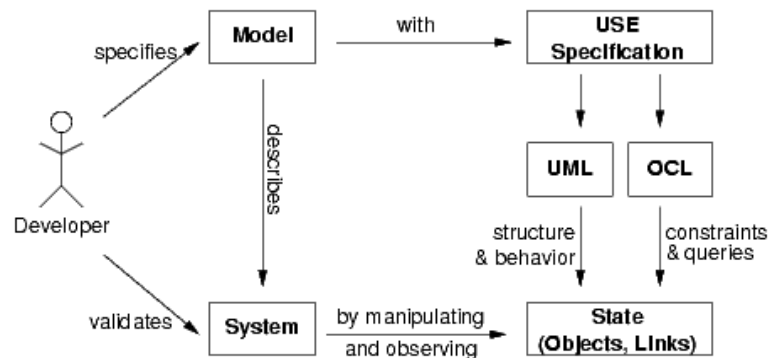 Model
with
USE
Specification
specifies
describes
Developer
UML
OCL
structure
& behavior
constraints
& queries
validates
System
by manipulating
and observing
State
(Objects, Links)